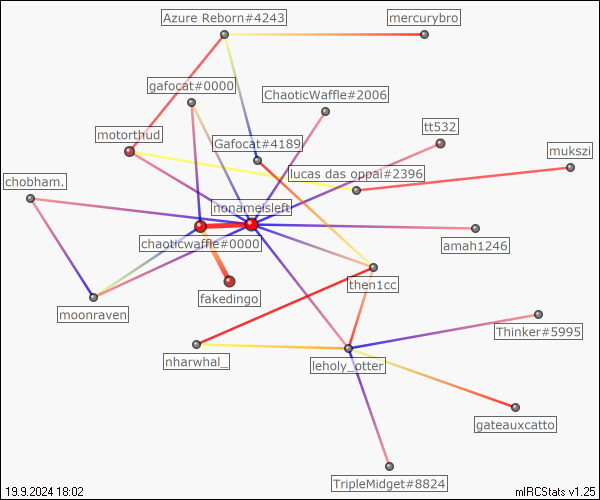 Azure Reborn#4243
mercurybro
gafocat#0000
ChaoticWaffle#2006
tt532
motorthud
Gafocat#4189
mukszi
lucas das oppai#2396
chobham.
nonameisleft
chaoticwaffle#0000
amah1246
then1cc
fakedingo
moonraven
Thinker#5995
nharwhal_
leholy_otter
gateauxcatto
TripleMidget#8824
19.9.2024 18:02
mIRCStats v1.25